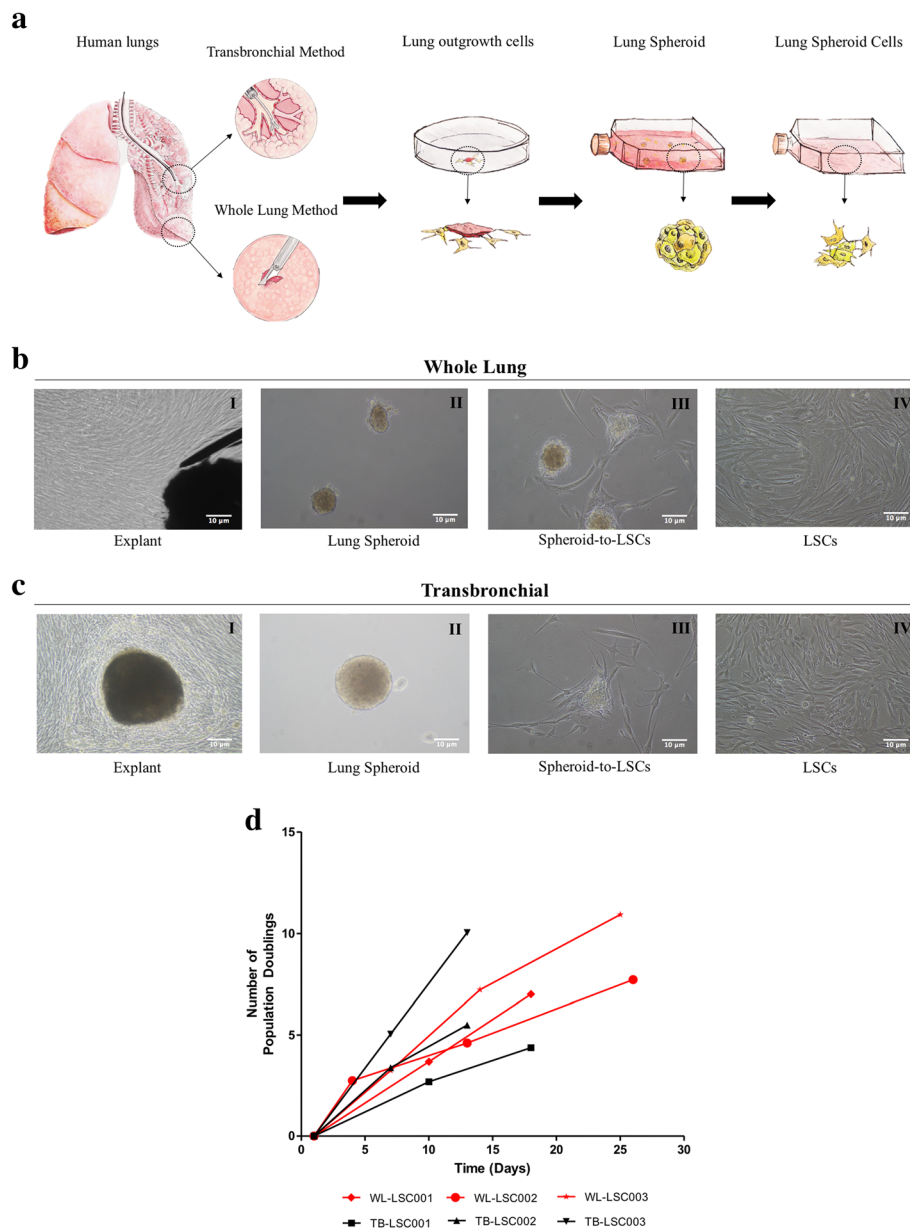 a
Human lungs
Transbronchial Method
Whole Lung Method
Lung outgrowth cells
Lung Spheroid
Lung Spheroid Cells
b
Whole Lung
I
II
III
IV
10 µm
10 µm
10 µm
10 µm
Explant
Lung Spheroid
Spheroid-to-LSCs
LSCs
c
Transbronchial
I
II
III
IV
10 µm
10 µm
10 µm
10 µm
Explant
Lung Spheroid
Spheroid-to-LSCs
LSCs
d
Number of
Population Doublings
15
10
5
0
0 5 10 15 20 25 30
Time (Days)
WL-LSC001 WL-LSC002 WL-LSC003
TB-LSC001 TB-LSC002 TB-LSC003